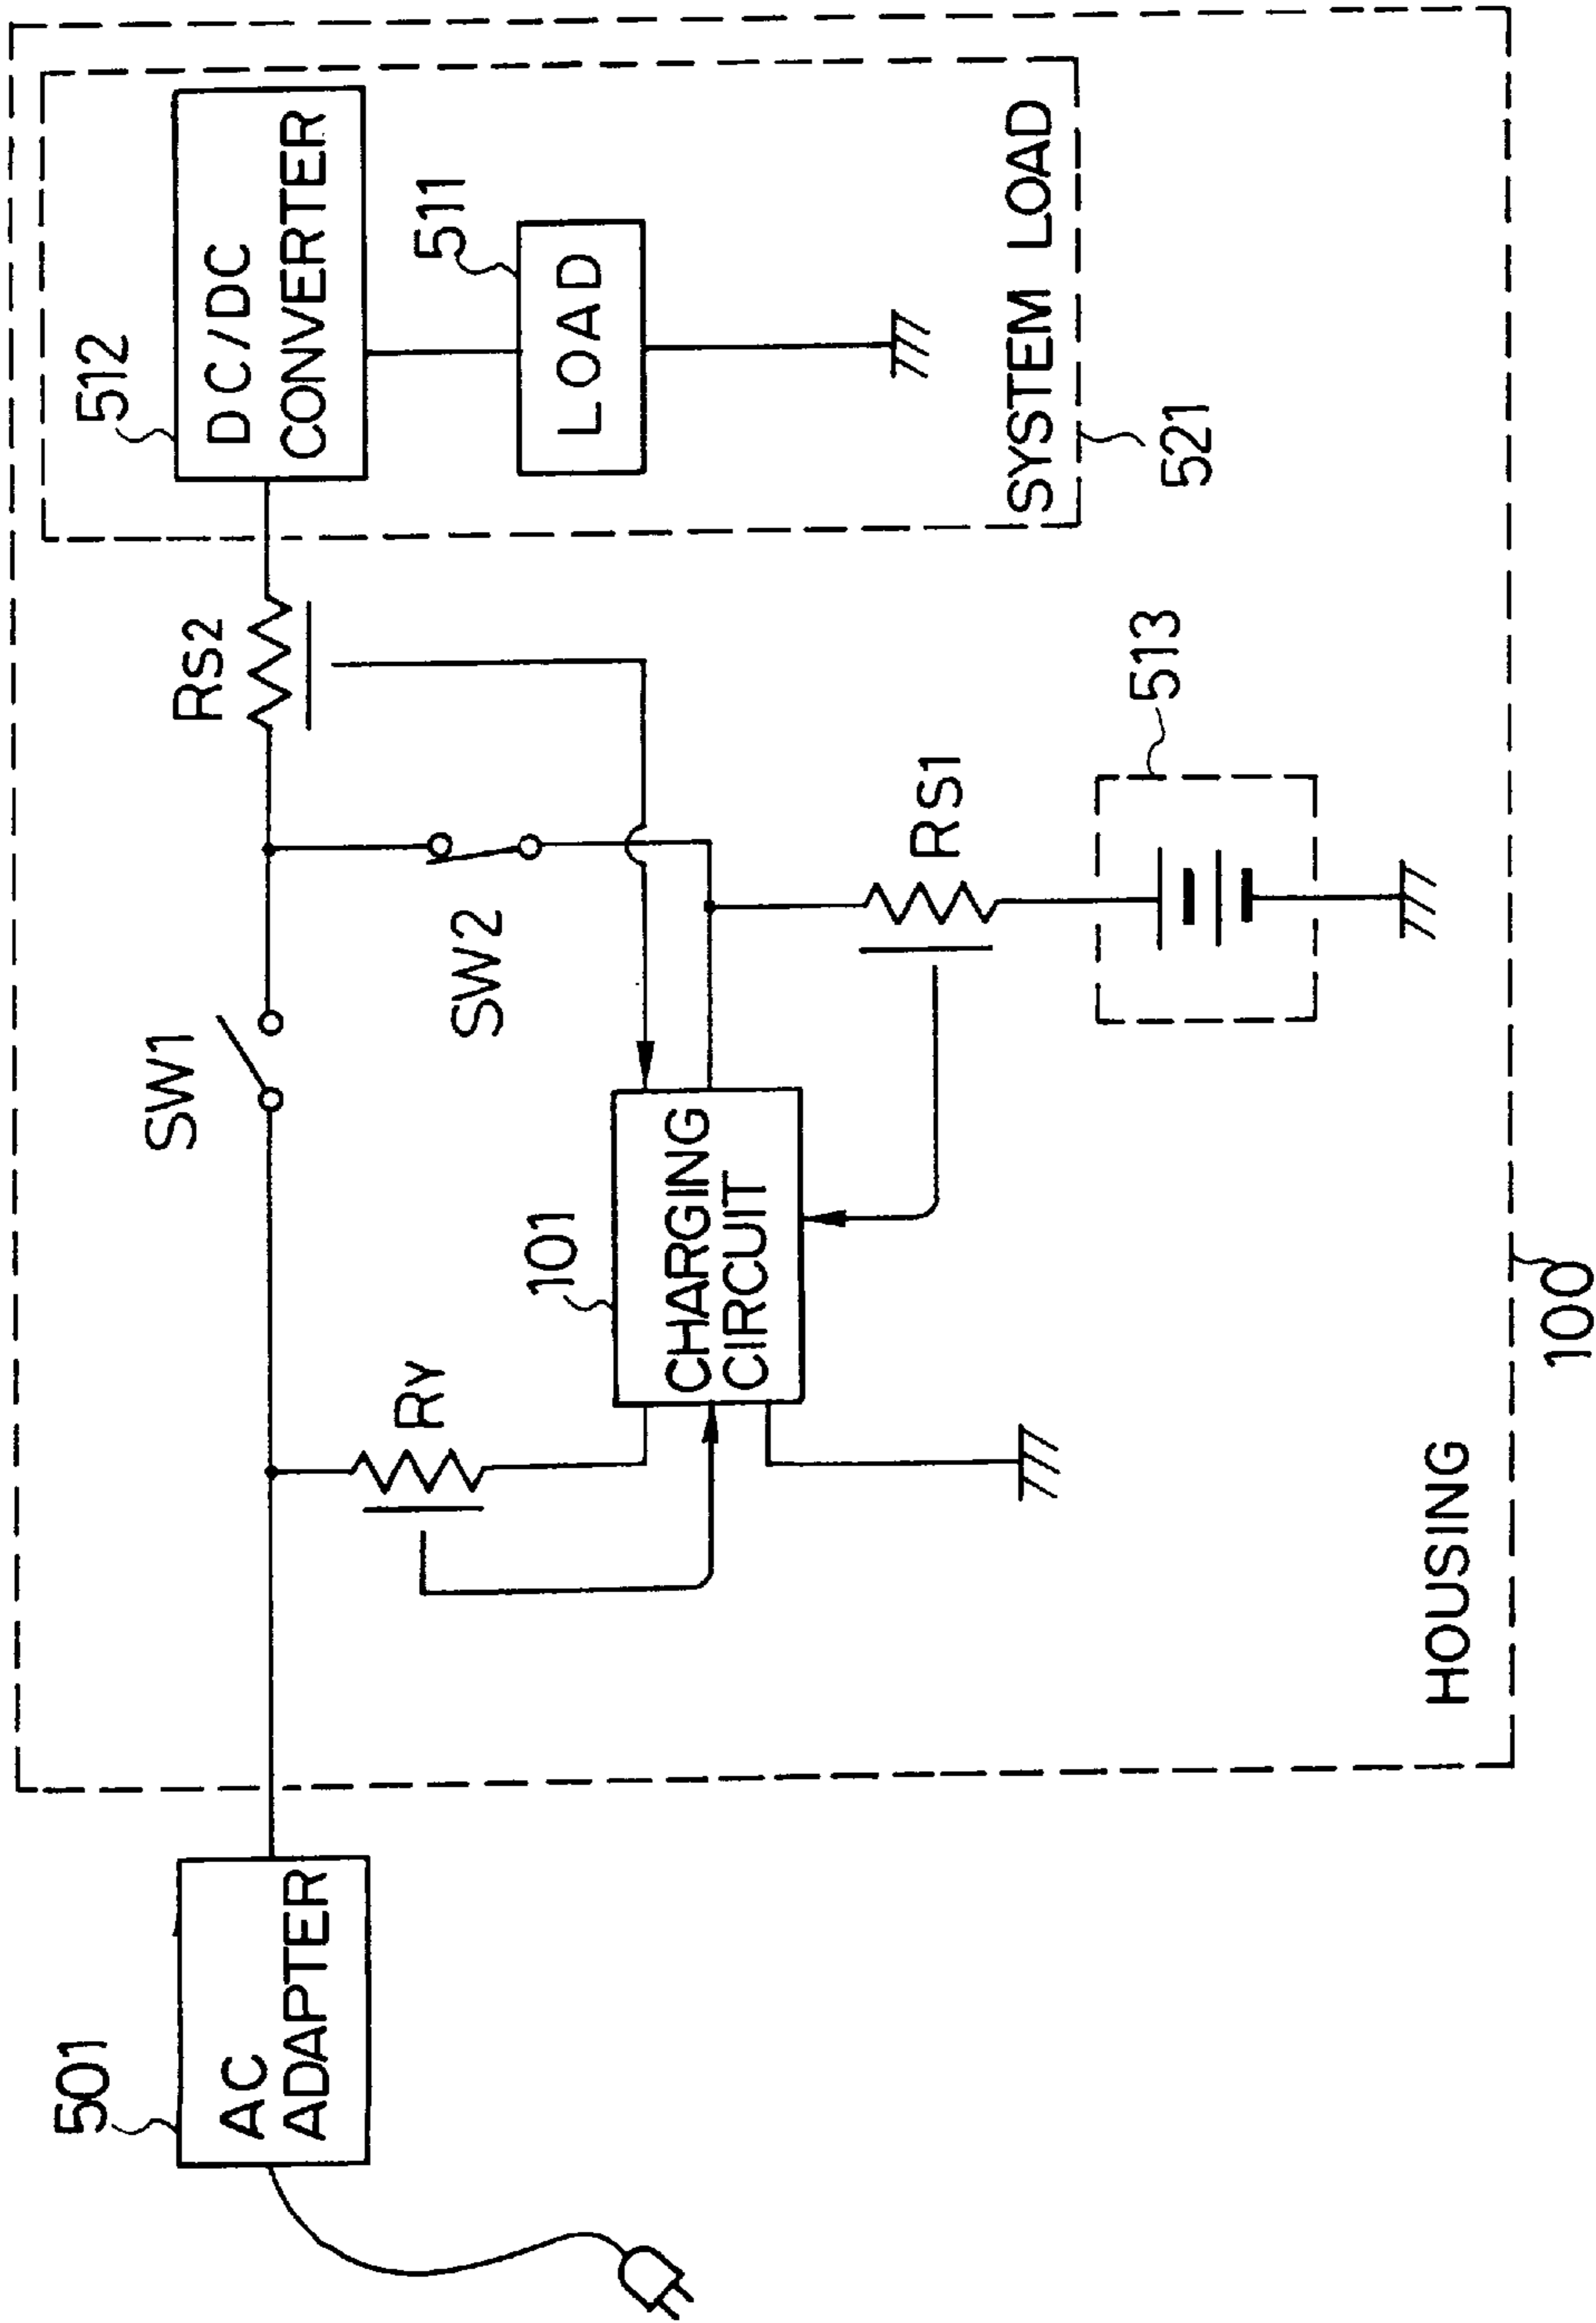 501
AC
ADAPTER
HOUSING
100
RY
101
CHARGING
CIRCUIT
SW1
SW2
RS1
513
RS2
512
DC/DC
CONVERTER
511
LOAD
SYSTEM LOAD
521